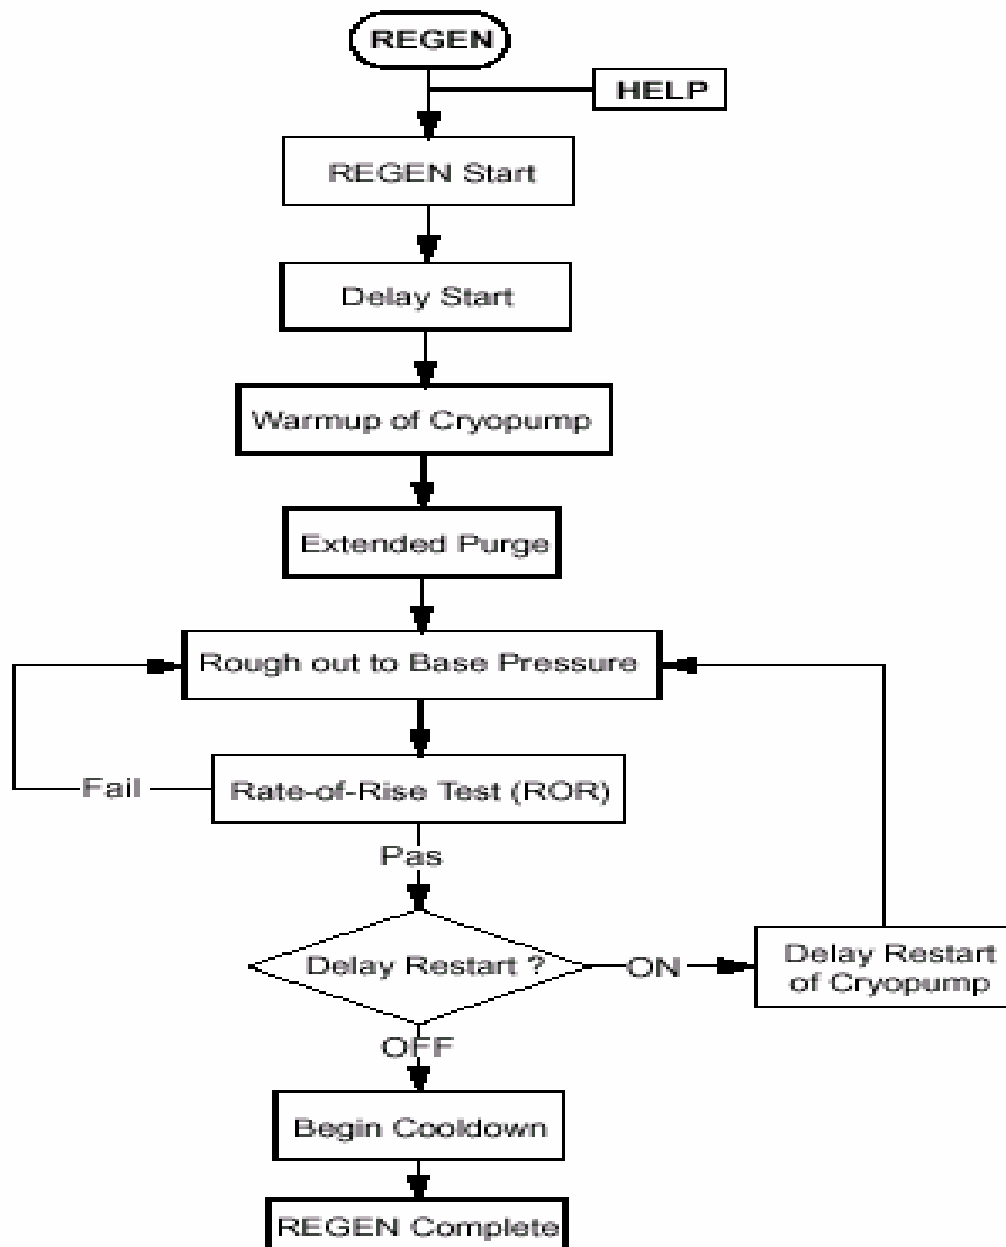 REGEN
HELP
REGEN Start
Delay Start
Warmup of Cryopump
Extended Purge
Rough out to Base Pressure
Fail
Rate-of-Rise Test (ROR)
Pas
Delay Restart ?
ON
Delay Restart
of Cryopump
OFF
Begin Cooldown
REGEN Complete